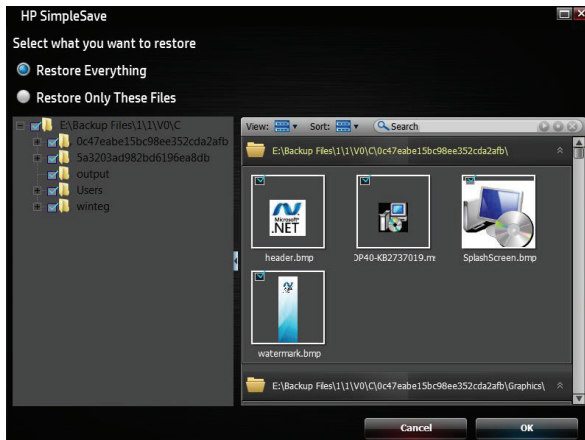 HP SimpleSave
Select what you want to restore
Restore Everything
Restore Only These Files
E:\Backup Files\1\1\V0\C
0c47eabe15bc98ee352cda2afb
5a3203ad982bd6196ea8db
output
Users
winteg
View: Sort: Search
E:\Backup Files\1\1\V0\C\0c47eabe15bc98ee352cda2afb\
Microsoft
.NET
header.bmp DP40-KB2737019.ms SplashScreen.bmp
watermark.bmp
E:\Backup Files\1\1\V0\C\0c47eabe15bc98ee352cda2afb\Graphics\
Cancel OK